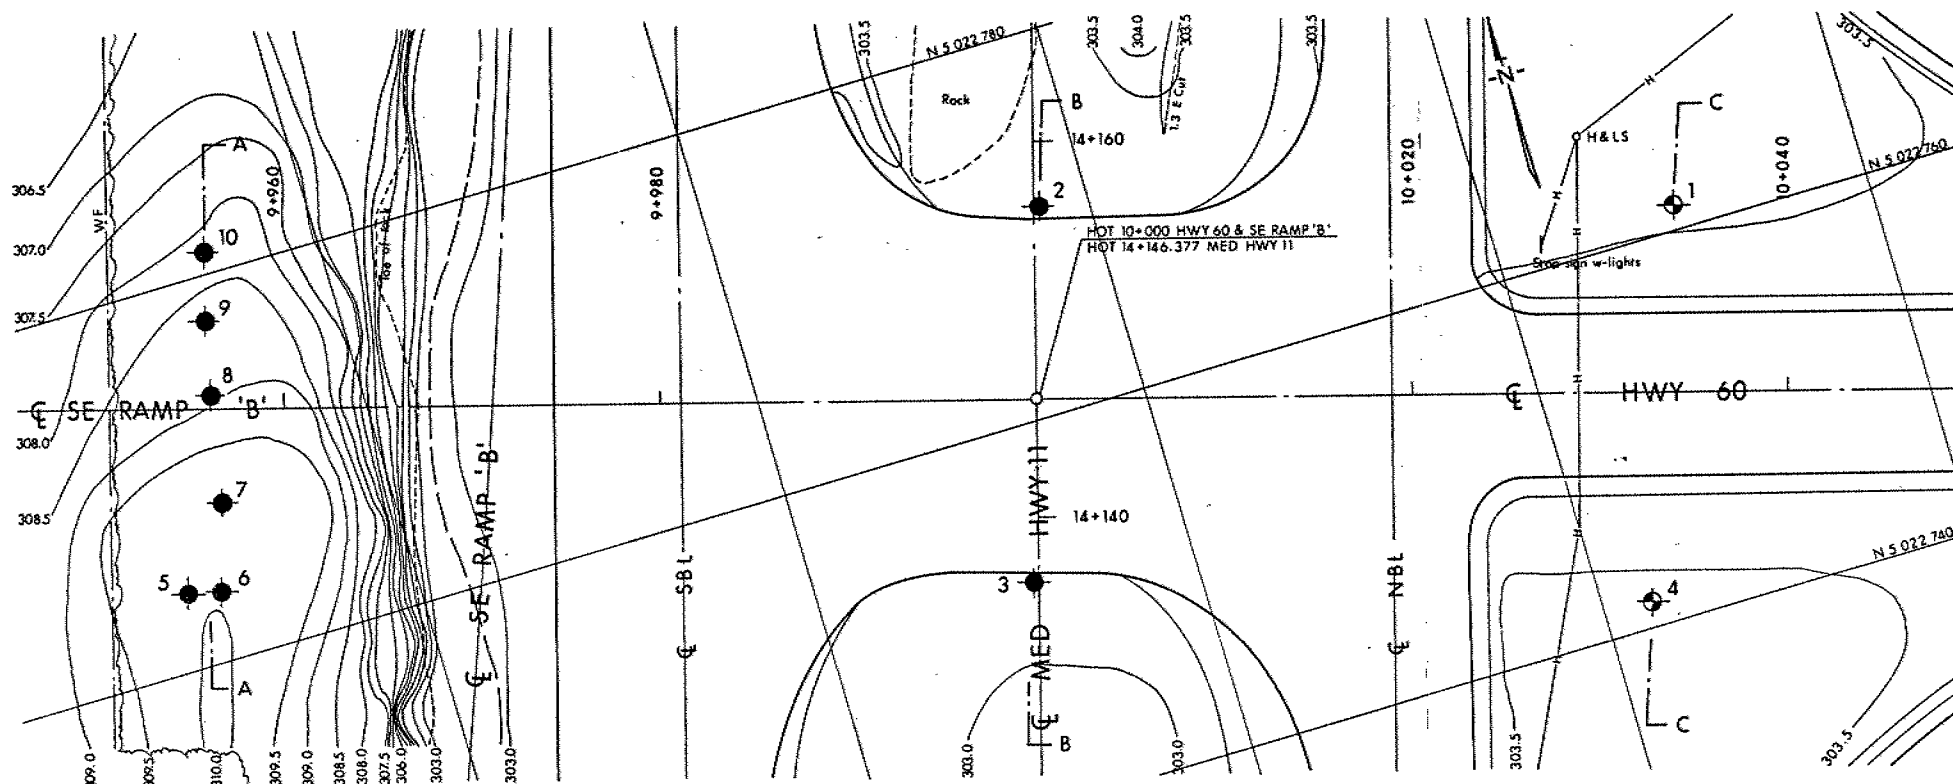 303.5
303.5
304.0
303.5
303.5
303.5
N 5 022 780
Rock
1.3 E Cut
B
14+160
N
C
H&LS
N 5 022 760
A
306.5
9+960
9+980
10+020
10+040
WF
2
1
10
307.0
Toe of rock
HOT 10+000 HWY 60 & SE RAMP 'B'
HOT 14+146.377 MED HWY 11
Stop sign w-lights
H
H
H
H
H
H
307.5
9
8
℄ SE RAMP 'B'
℄ HWY 60
308.0
7
308.5
℄ SE RAMP 'B'
℄ SBL
℄ MED HWY 11
14+140
℄ NBL
N 5 022 740
5
6
3
4
A
B
C
309.0
309.5
310.0
309.5
309.0
308.5
308.0
307.5
306.0
303.0
303.0
303.0
303.0
303.5
303.5